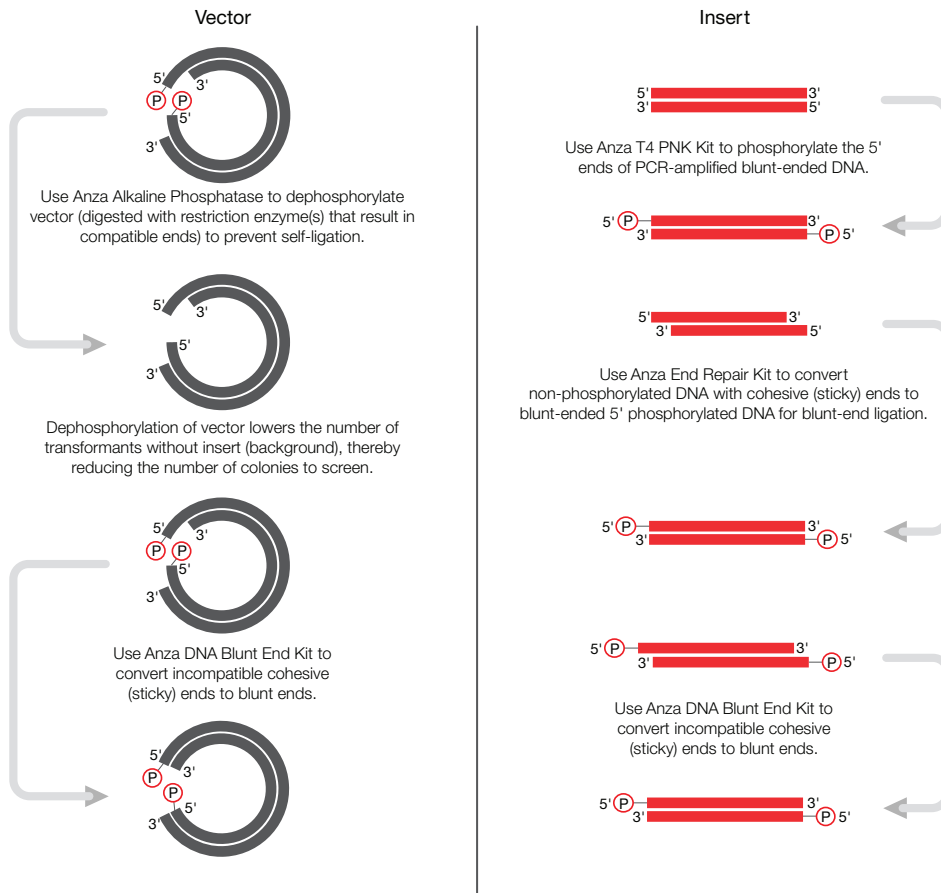 Vector
5'
3'
P
P
5'
3'
Use Anza Alkaline Phosphatase to dephosphorylate
vector (digested with restriction enzyme(s) that result in
compatible ends) to prevent self-ligation.
5'
3'
5'
3'
Dephosphorylation of vector lowers the number of
transformants without insert (background), thereby
reducing the number of colonies to screen.
5'
3'
P
P
5'
3'
Use Anza DNA Blunt End Kit to
convert incompatible cohesive
(sticky) ends to blunt ends.
5'
3'
P
P
5'
3'
Insert
5' 3'
3' 5'
Use Anza T4 PNK Kit to phosphorylate the 5'
ends of PCR-amplified blunt-ended DNA.
5' P 3'
3' P 5'
5' 3'
3' 5'
Use Anza End Repair Kit to convert
non-phosphorylated DNA with cohesive (sticky) ends to
blunt-ended 5' phosphorylated DNA for blunt-end ligation.
5' P 3'
3' P 5'
5' P 3'
3' P 5'
Use Anza DNA Blunt End Kit to
convert incompatible cohesive
(sticky) ends to blunt ends.
5' P 3'
3' P 5'